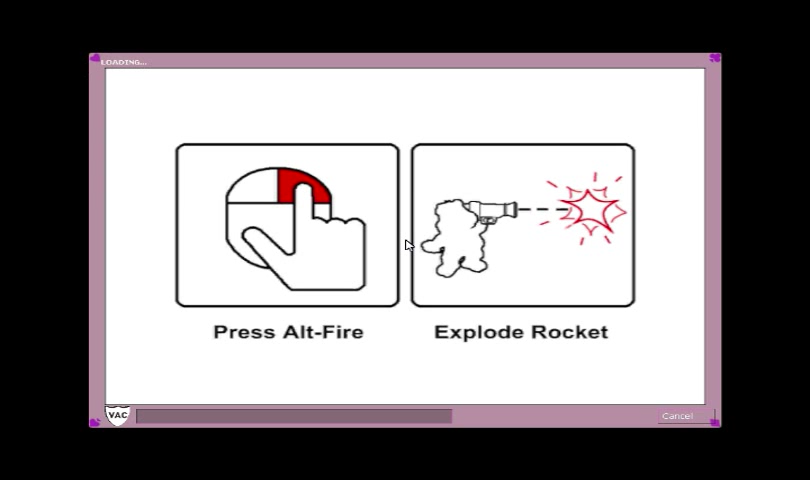 LOADING...
Press Alt-Fire
Explode Rocket
VAC
Cancel